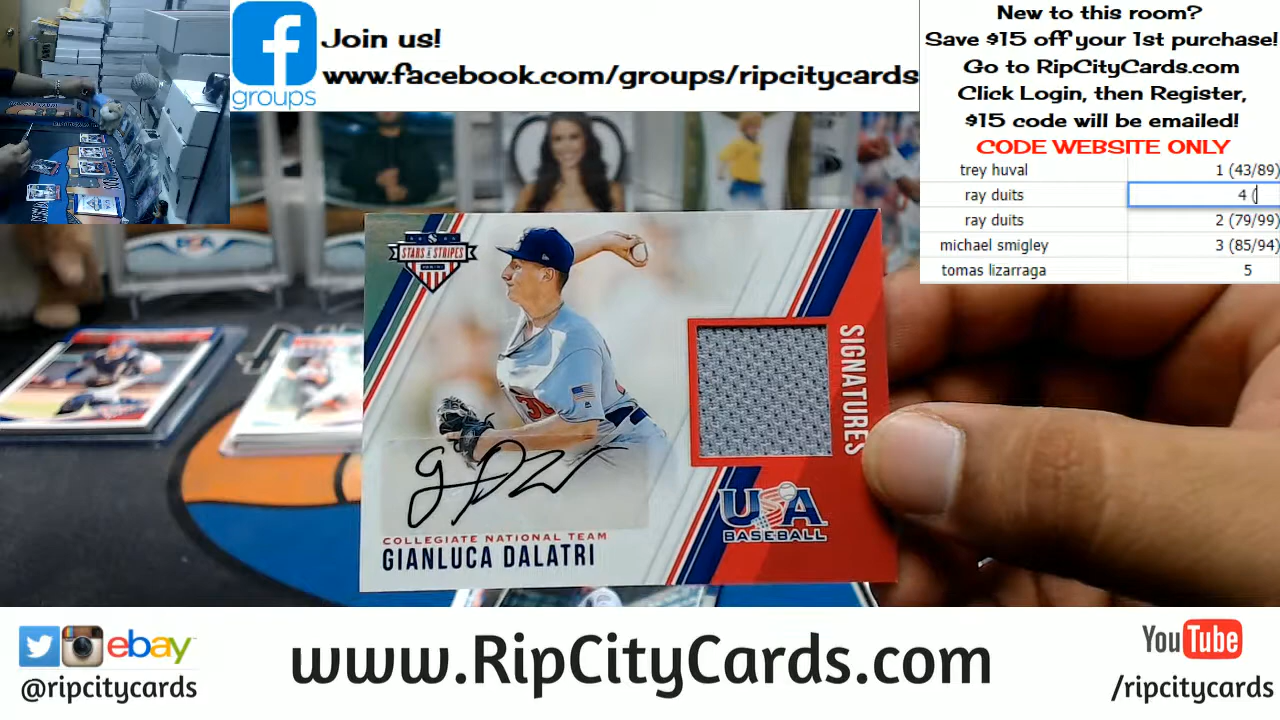 groups
Join us!
www.facebook.com/groups/ripcitycards
New to this room?
Save $15 off your 1st purchase!
Go to RipCityCards.com
Click Login, then Register,
$15 code will be emailed!
CODE WEBSITE ONLY
trey huval 1 (43/89)
ray duits 4 (
ray duits 2 (79/99)
michael smigley 3 (85/94)
tomas lizarraga 5
STARS & STRIPES
PANINI
SIGNATURES
USA
BASEBALL
COLLEGIATE NATIONAL TEAM
GIANLUCA DALATRI
ebay
@ripcitycards
www.RipCityCards.com
YouTube
/ripcitycards